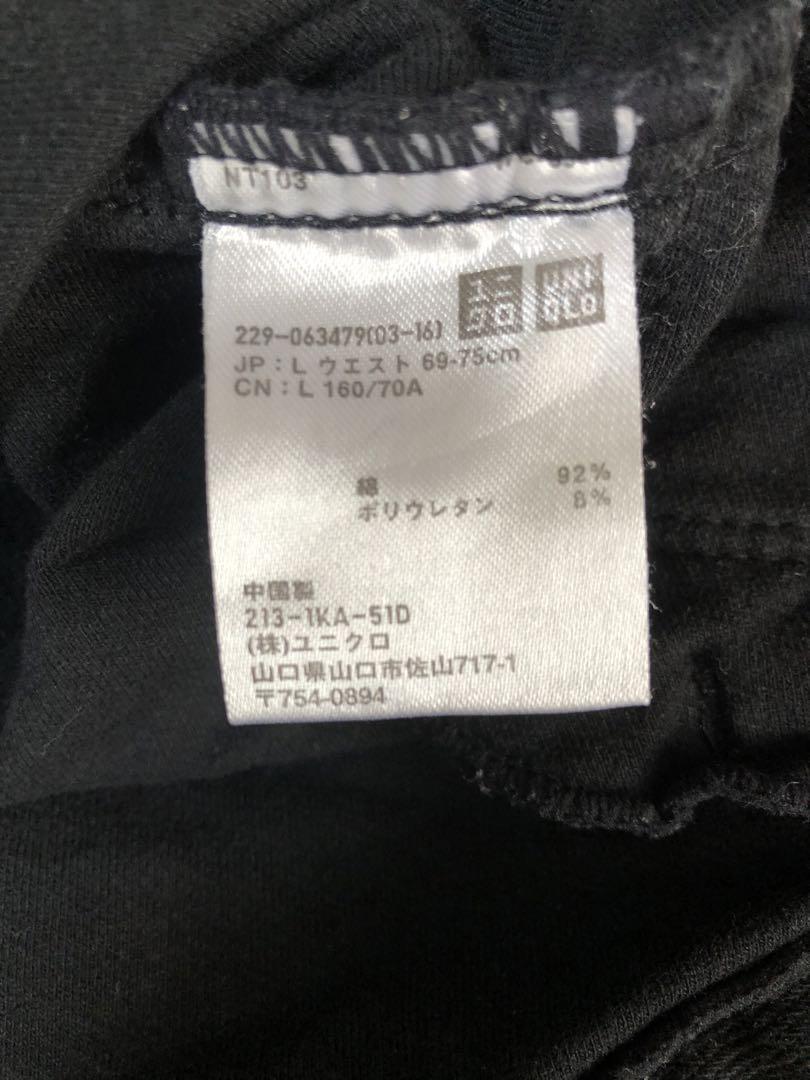 NT103
ユニ
クロ
UNI
QLO
229-063479(03-16)
JP : L ウエスト 69-75cm
CN : L 160/70A
綿 92%
ポリウレタン 8%
中国製
213-1KA-51D
(株)ユニクロ
山口県山口市佐山717-1
〒754-0894